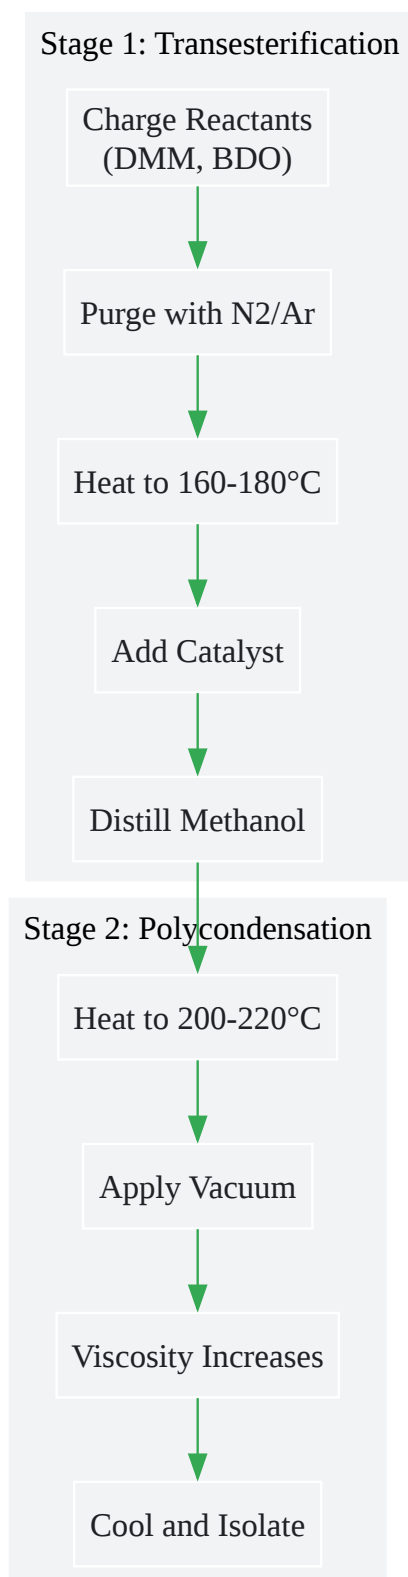 Stage 1: Transesterification
Charge Reactants
(DMM, BDO)
Purge with N2/Ar
Heat to 160-180°C
Add Catalyst
Distill Methanol
Stage 2: Polycondensation
Heat to 200-220°C
Apply Vacuum
Viscosity Increases
Cool and Isolate